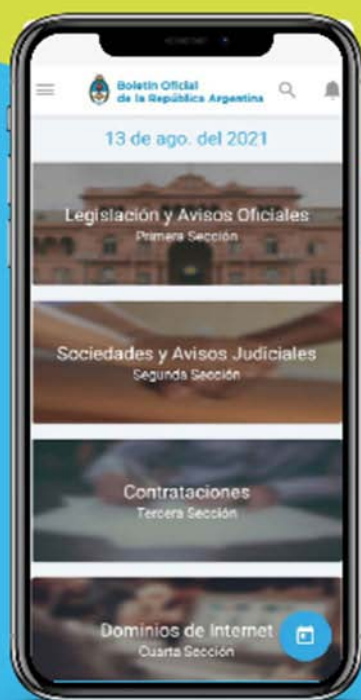 Boletín Oficial
de la República Argentina
13 de ago. del 2021
Legislación y Avisos Oficiales
Primera Sección
Sociedades y Avisos Judiciales
Segunda Sección
Contrataciones
Tercera Sección
Dominios de Internet
Cuarta Sección